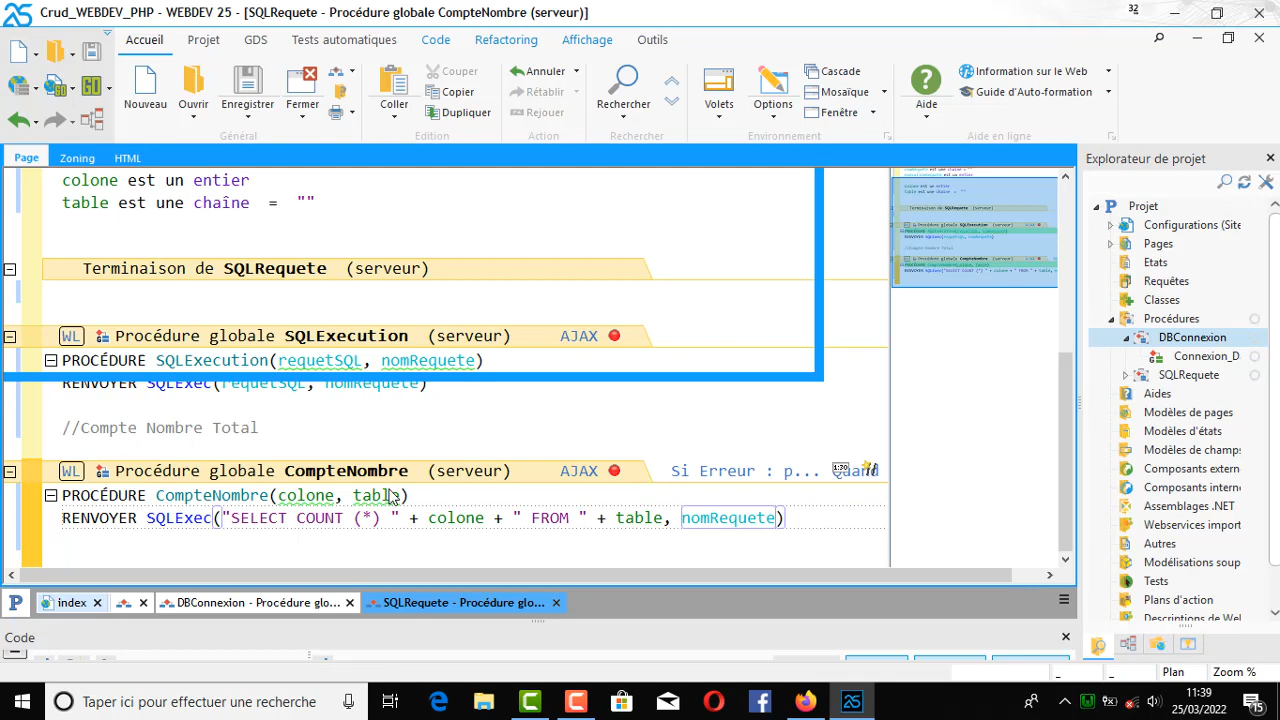 Crud_WEBDEV_PHP - WEBDEV 25 - [SQLRequete - Procédure globale CompteNombre (serveur)]
32
Accueil Projet GDS Tests automatiques Code Refactoring Affichage Outils
Nouveau Ouvrir Enregistrer Fermer
Coller Couper Copier Dupliquer
Annuler Rétablir Rejouer
Rechercher
Volets Options Cascade Mosaïque Fenêtre
Aide Information sur le Web Guide d'Auto-formation
Général Edition Action Rechercher Environnement Aide en ligne
Page Zoning HTML
colone est un entier
table est une chaîne = ""
Terminaison de SQLRequete (serveur)
WL Procédure globale SQLExecution (serveur) AJAX
PROCÉDURE SQLExecution(requetSQL, nomRequete)
RENVOYER SQLExec(requetSQL, nomRequete)
//Compte Nombre Total
WL Procédure globale CompteNombre (serveur) AJAX Si Erreur : p... Quand
PROCÉDURE CompteNombre(colone, table)
RENVOYER SQLExec("SELECT COUNT (*) " + colone + " FROM " + table, nomRequete)
Explorateur de projet
Projet
Configurations (Site
Pages
Etats
Requêtes
Classes
Procédures
DBConnexion
Connexion_D
SQLRequete
Aides
Modèles de pages
Modèles d'états
Modèles de champs
Composants extern
Composants interne
Assemblages .NET
Webservices import
Autres
Modélisations soup
Tests
Plans d'action
Descriptions de Web
index DBConnexion - Procédure glo... SQLRequete - Procédure glo...
Code
Plan Zoom %
Taper ici pour rechercher
11:39
25/03/2022
15